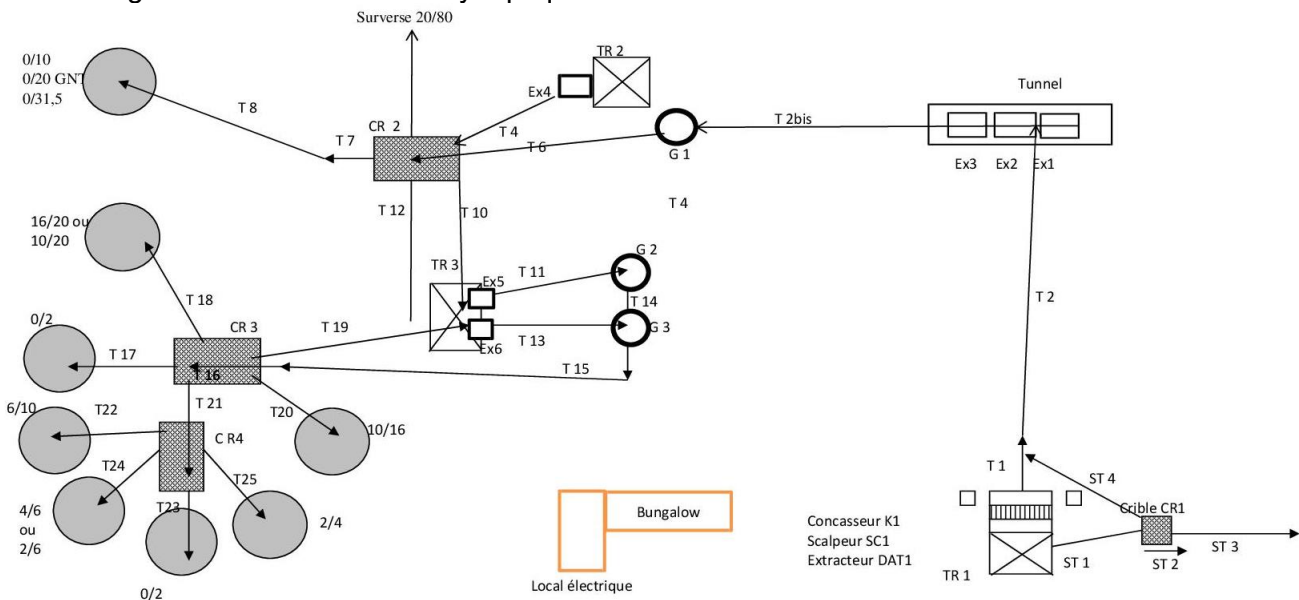 Surverse 20/80
0/10
0/20 GNT
0/31,5
T 8
T 7
CR 2
TR 2
Ex4
T 4
T 6
G 1
T 2bis
Tunnel
Ex3
Ex2
Ex1
T 4
T 12
T 10
16/20 ou
10/20
T 18
TR 3
Ex5
T 11
G 2
T 14
T 2
0/2
T 17
CR 3
T 19
Ex6
T 13
G 3
T 16
T 15
T 21
6/10
T22
T20
10/16
C R4
T24
T25
4/6
ou
2/6
T23
2/4
0/2
Bungalow
Local électrique
Concasseur K1
Scalpeur SC1
Extracteur DAT1
T 1
ST 4
Crible CR1
TR 1
ST 1
ST 2
ST 3